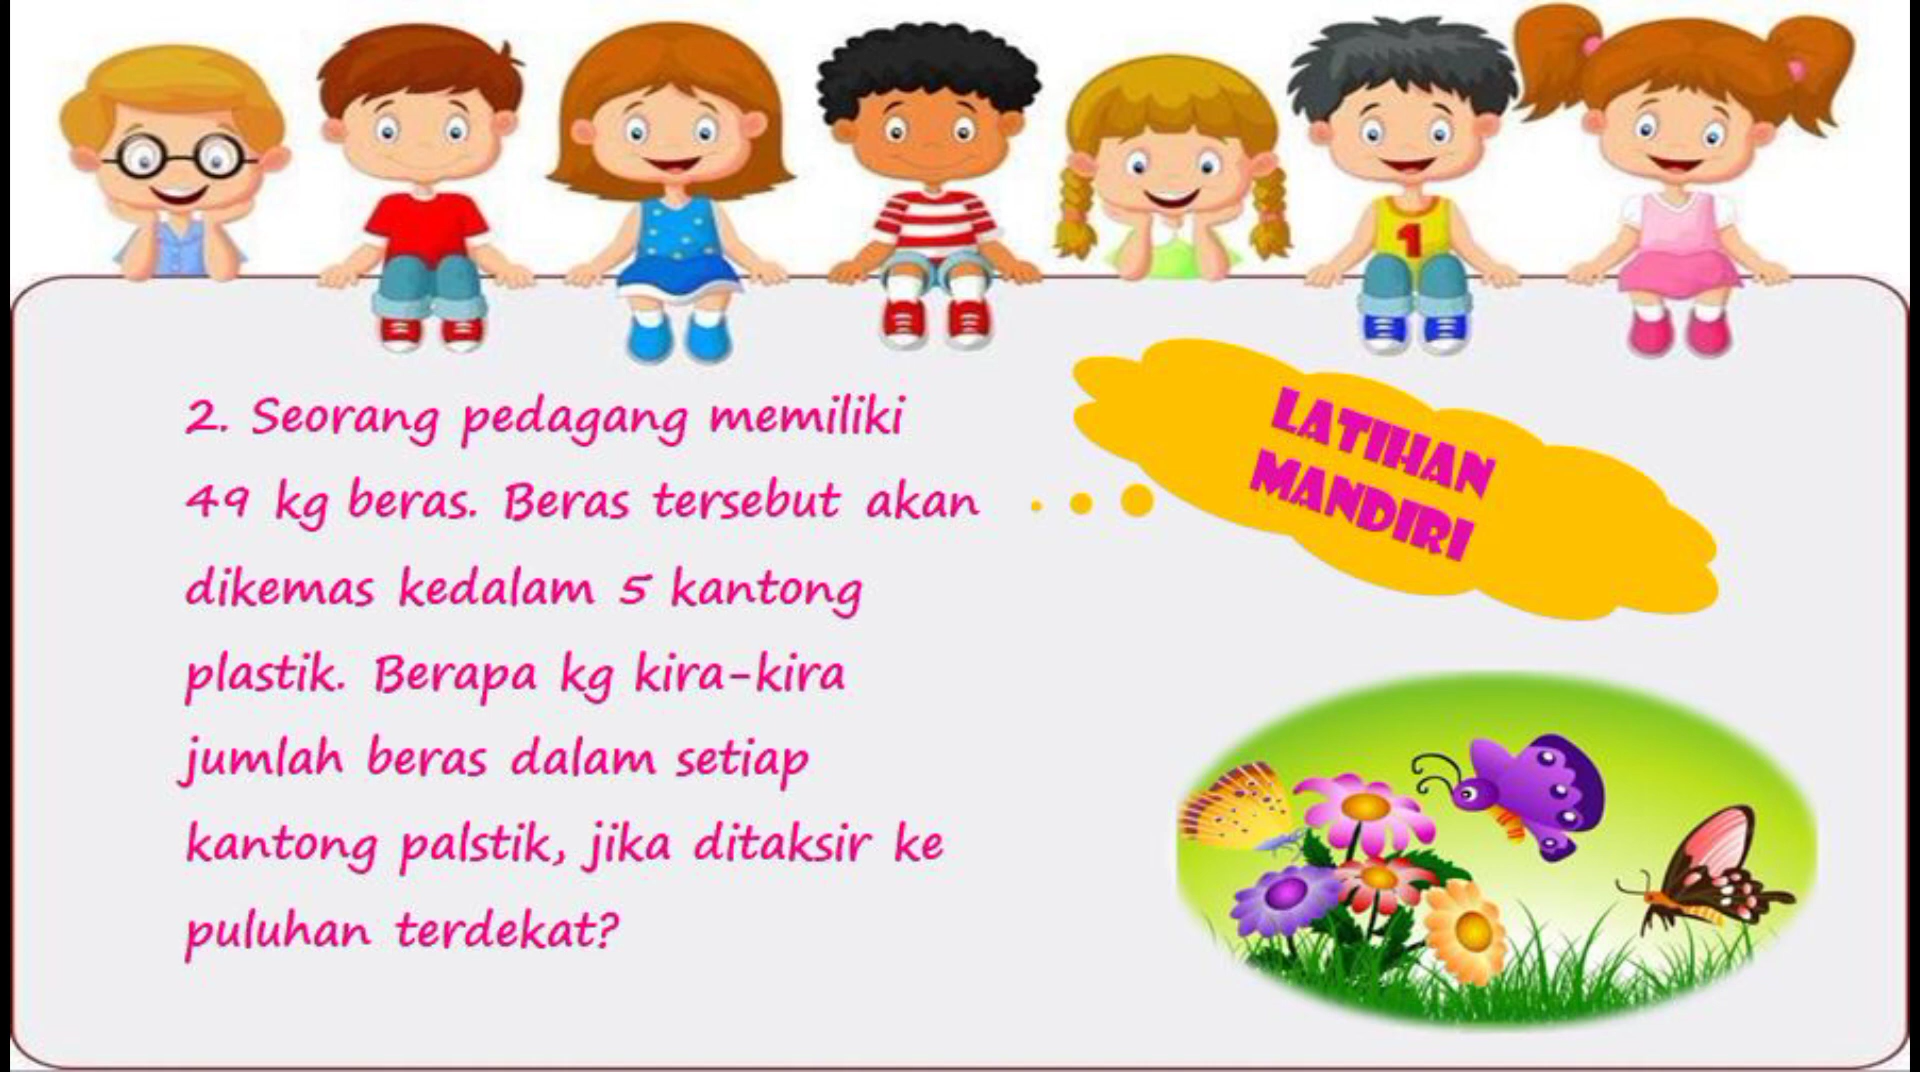 2. Seorang pedagang memiliki
49 kg beras. Beras tersebut akan
dikemas kedalam 5 kantong
plastik. Berapa kg kira-kira
jumlah beras dalam setiap
kantong palstik, jika ditaksir ke
puluhan terdekat?
LATIHAN
MANDIRI
1